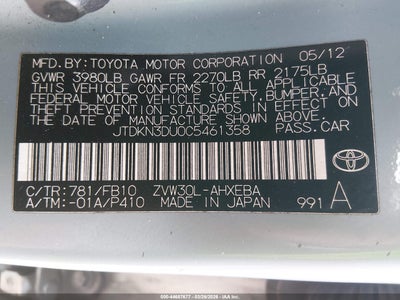 MFD. BY: TOYOTA MOTOR CORPORATION 05/12
GVWR 3980LB GAWR FR 2270LB RR 2175LB
THIS VEHICLE CONFORMS TO ALL APPLICABLE
FEDERAL MOTOR VEHICLE SAFETY, BUMPER, AND
THEFT PREVENTION STANDARDS IN EFFECT ON THE
DATE OF MANUFACTURE SHOWN ABOVE.
JTDKN3DU0C5461358 PASS.CAR
TOYOTA
C/TR: 781/FB10 ZVW30L-AHXEBA
A/TM: -01A/P410 MADE IN JAPAN 991 A